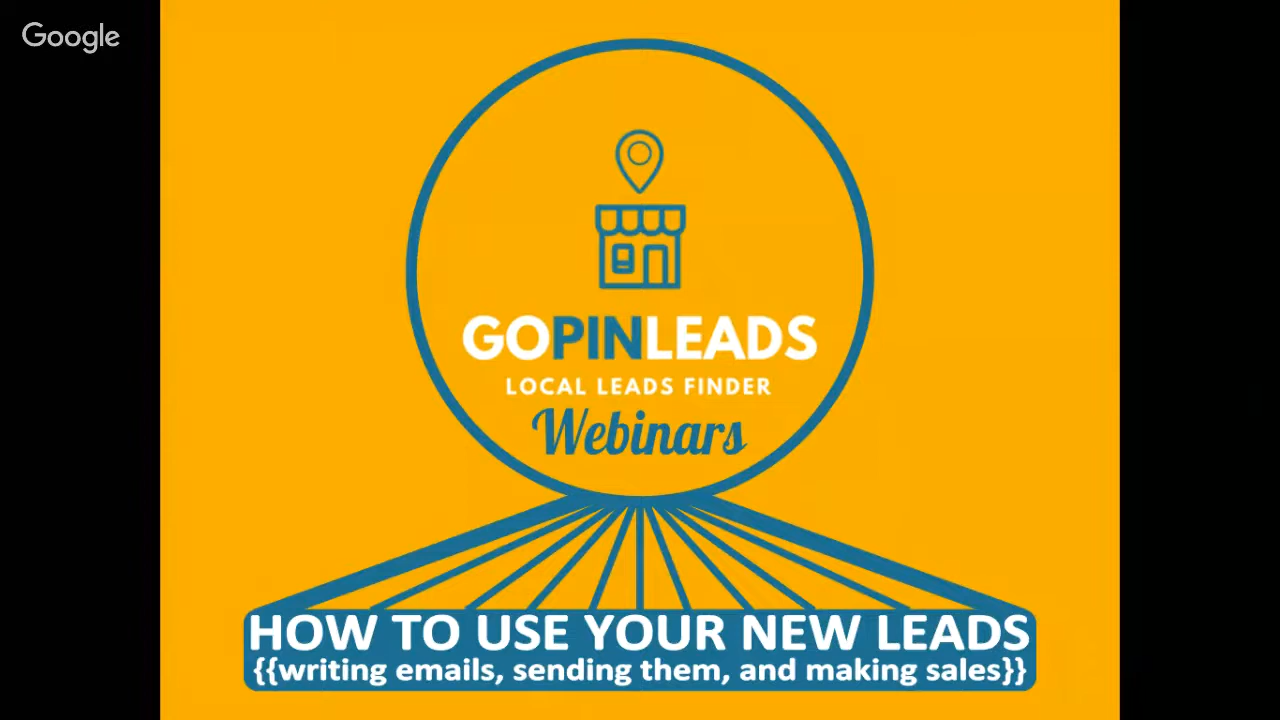 Google
GOPINLEADS
LOCAL LEADS FINDER
Webinars
HOW TO USE YOUR NEW LEADS
{{writing emails, sending them, and making sales}}